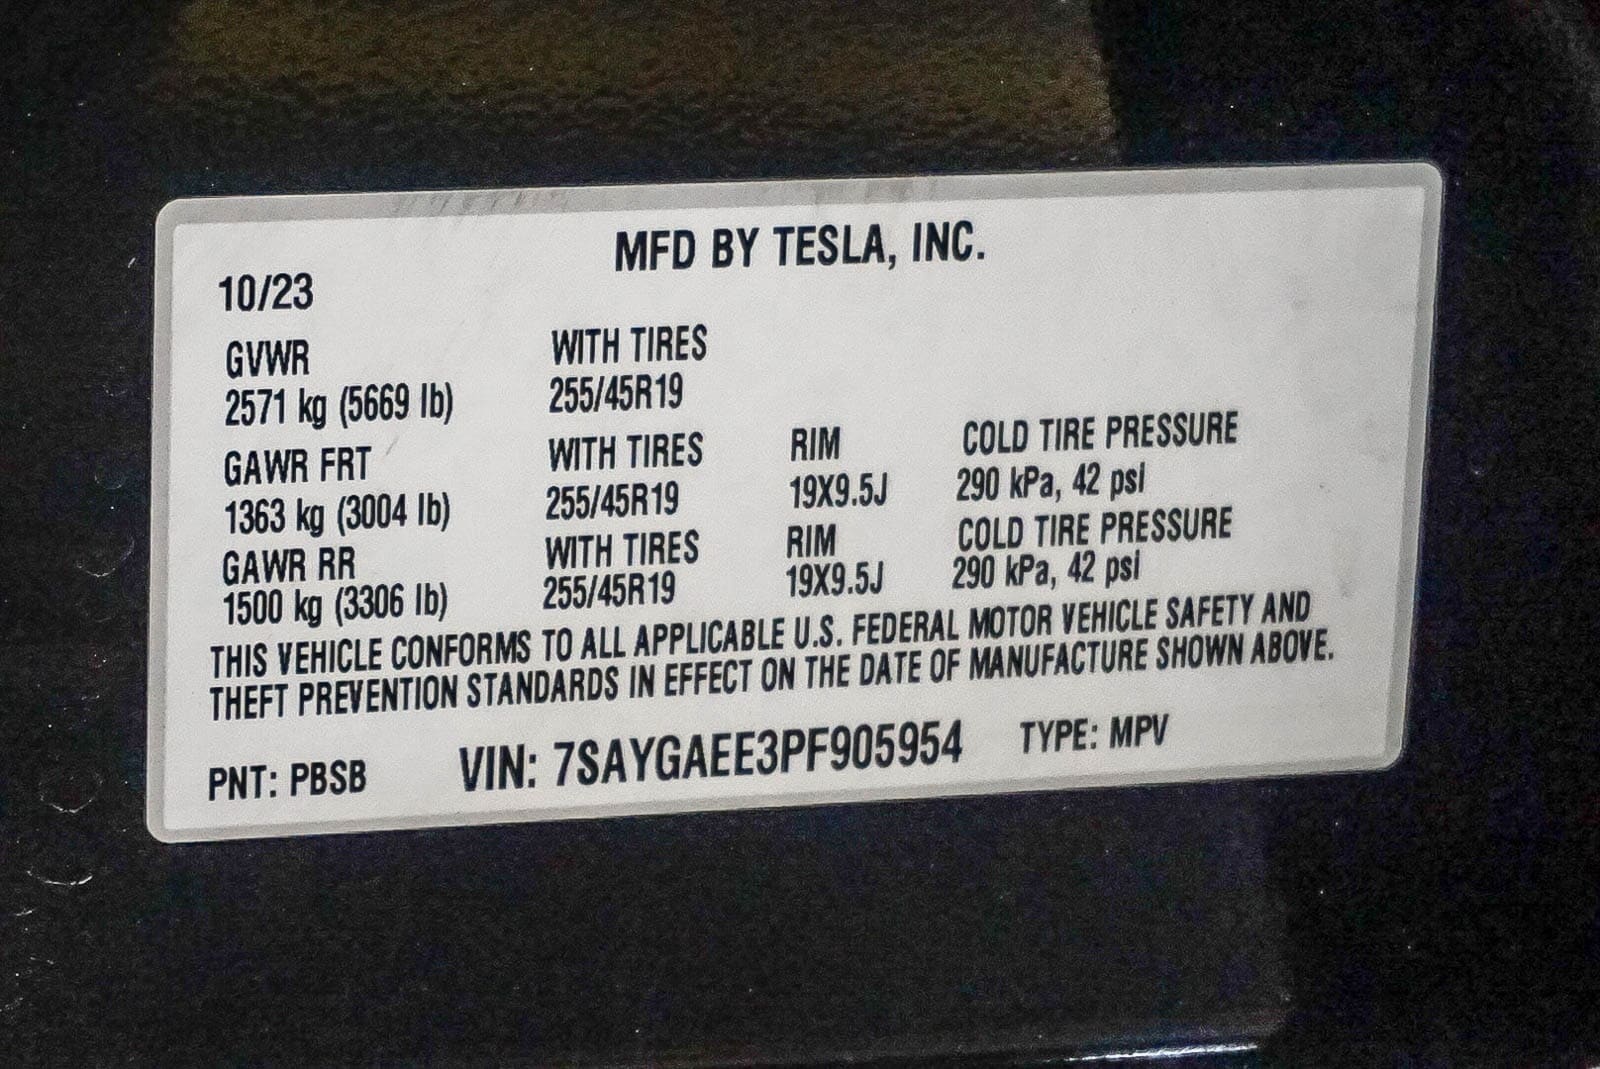 MFD BY TESLA, INC.
10/23
GVWR WITH TIRES
2571 kg (5669 lb) 255/45R19
GAWR FRT WITH TIRES RIM COLD TIRE PRESSURE
1363 kg (3004 lb) 255/45R19 19X9.5J 290 kPa, 42 psi
GAWR RR WITH TIRES RIM COLD TIRE PRESSURE
1500 kg (3306 lb) 255/45R19 19X9.5J 290 kPa, 42 psi
THIS VEHICLE CONFORMS TO ALL APPLICABLE U.S. FEDERAL MOTOR VEHICLE SAFETY AND
THEFT PREVENTION STANDARDS IN EFFECT ON THE DATE OF MANUFACTURE SHOWN ABOVE.
PNT: PBSB VIN: 7SAYGAEE3PF905954 TYPE: MPV